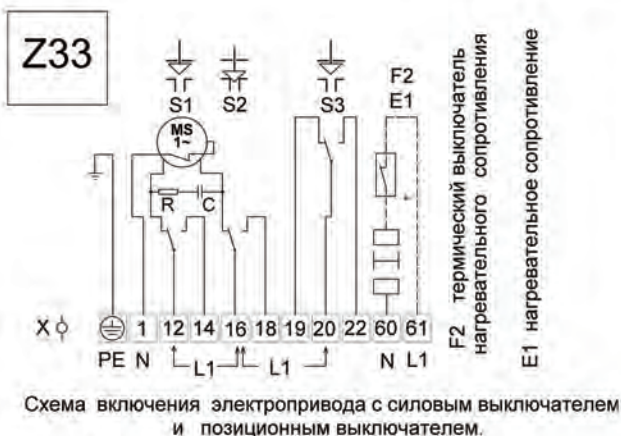 Z33
S1 S2 S3
F2
E1
MS
1~
R C
X
1 12 14 16 18 19 20 22 60 61
PE N L1 L1 N L1
F2 термический выключатель
нагревательного сопротивления
E1 нагревательное сопротивление
Схема включения электропривода с силовым выключателем
и позиционным выключателем.